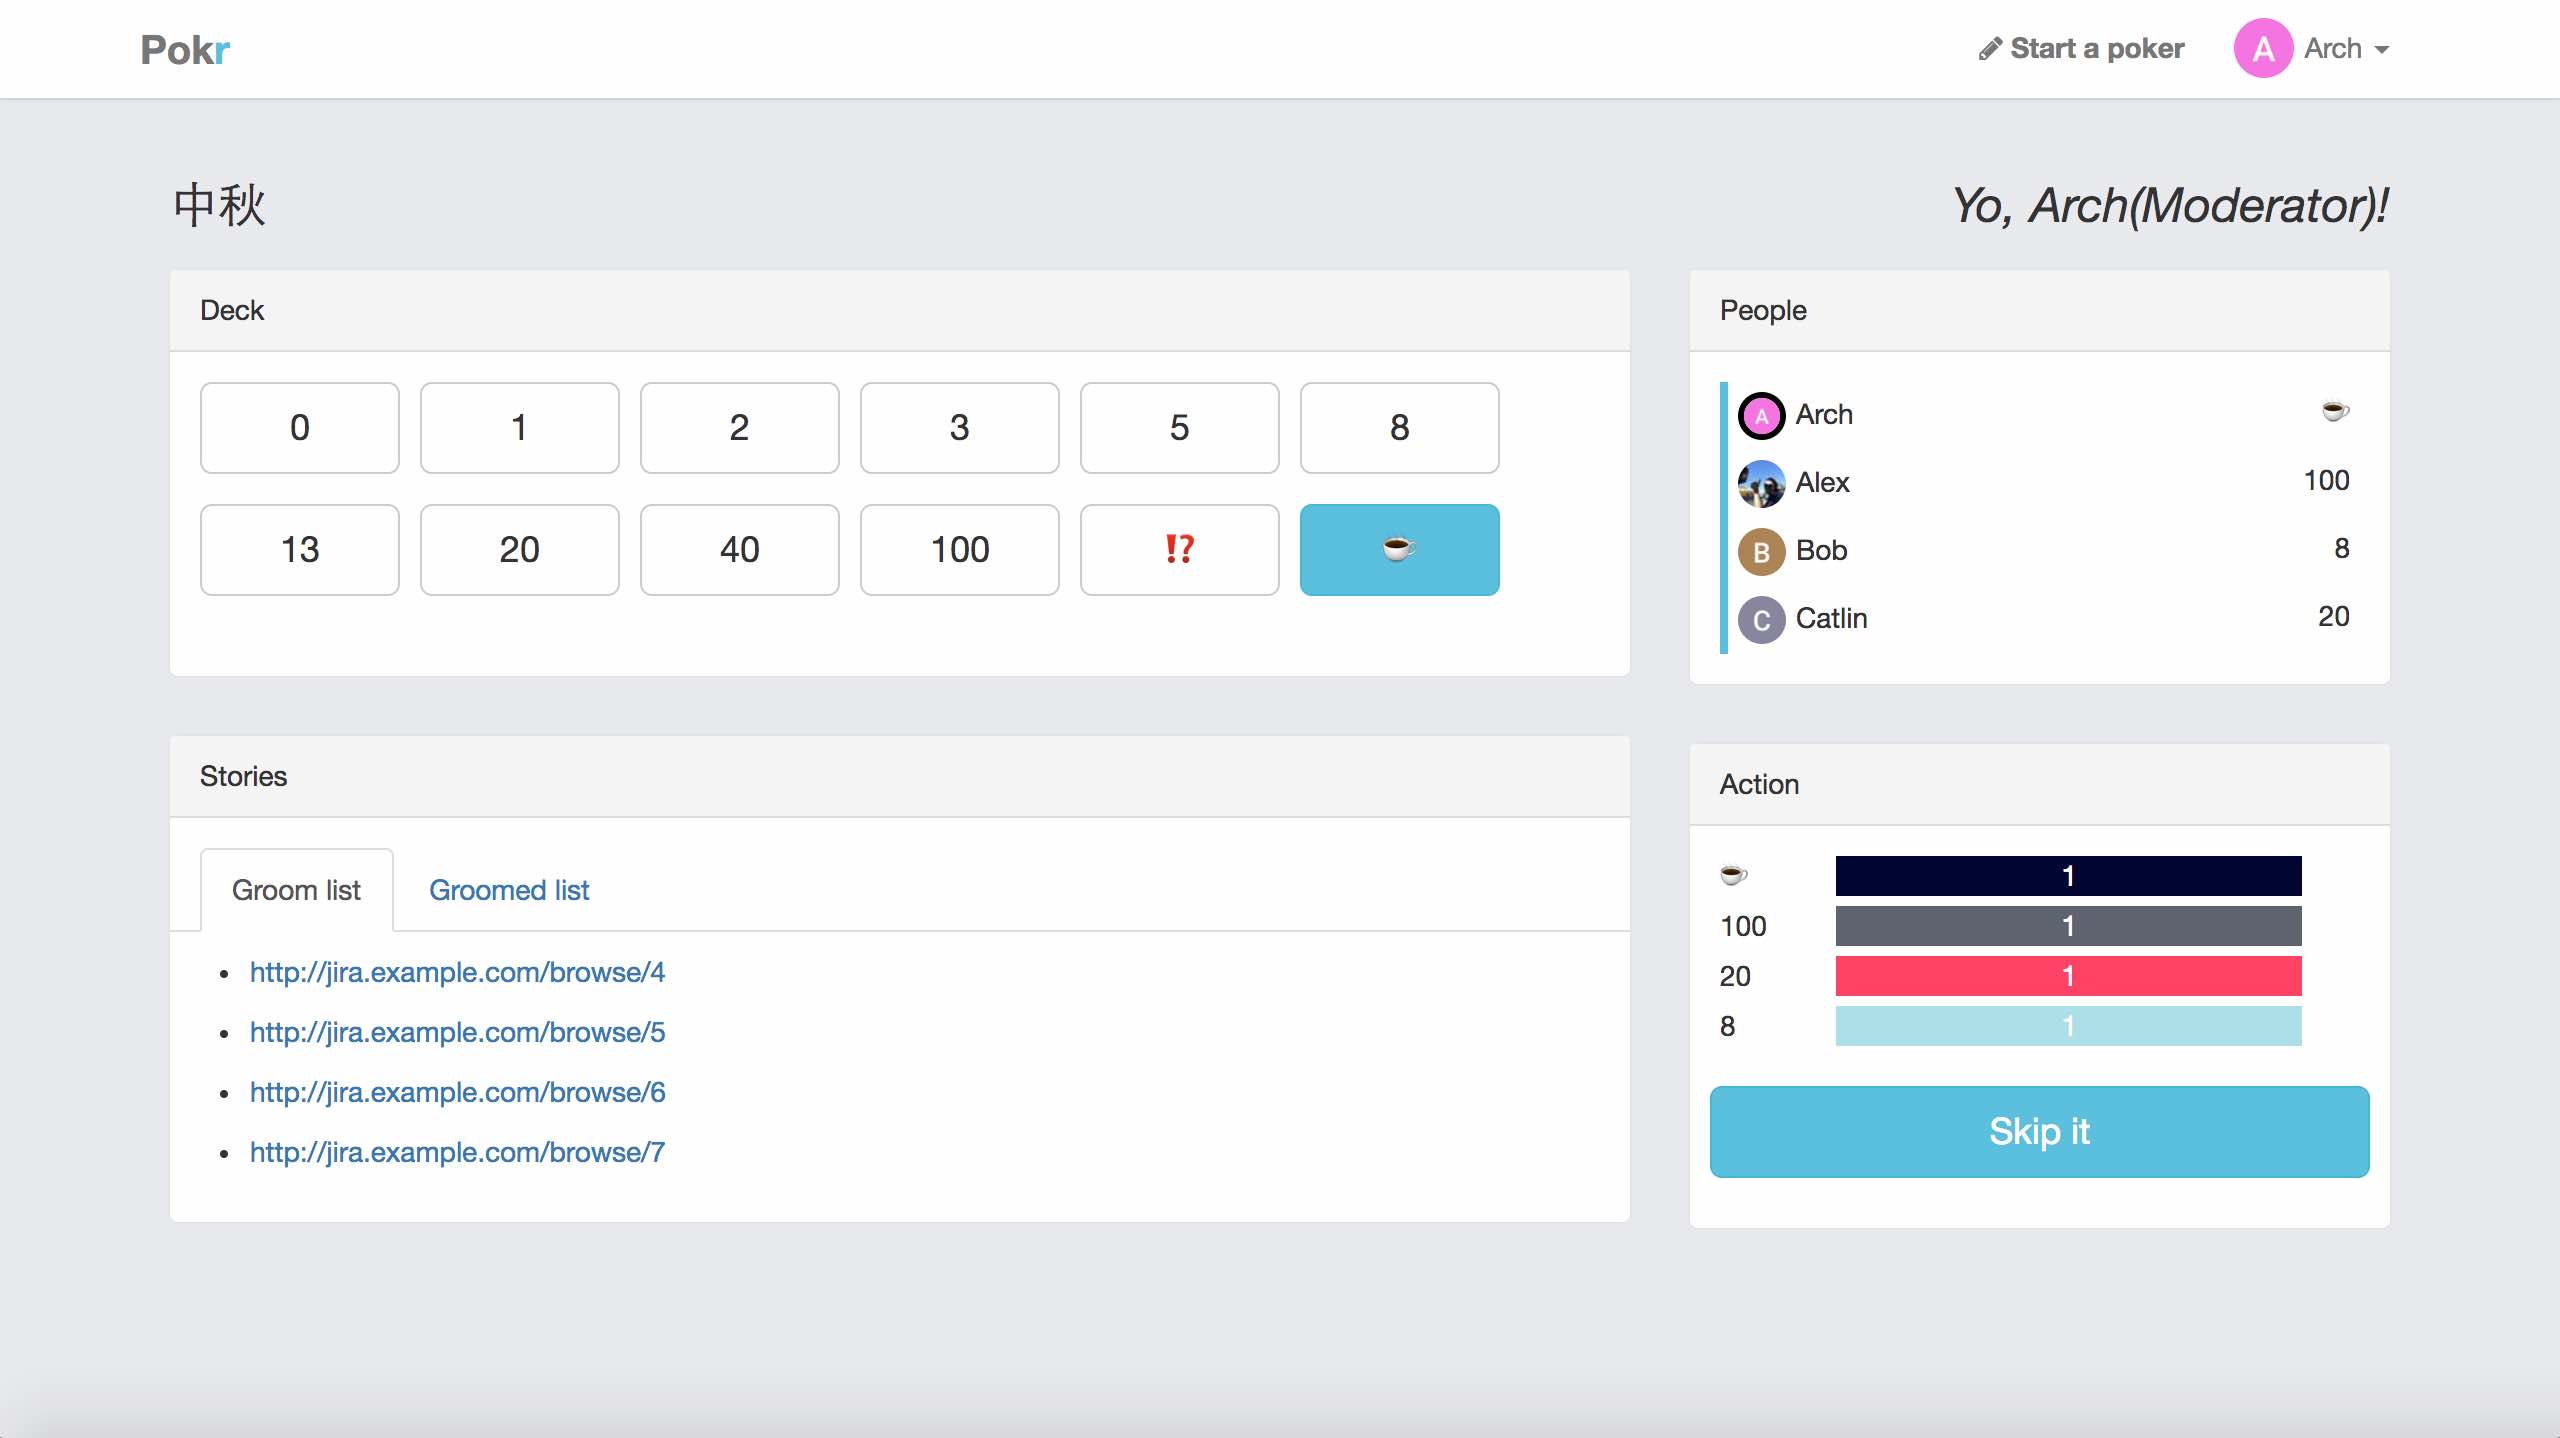 Pokr
Start a poker
A Arch
中秋
Yo, Arch(Moderator)!
Deck
0 1 2 3 5 8
13 20 40 100 ⁉ ☕
People
A Arch ☕
Alex 100
B Bob 8
C Catlin 20
Stories
Groom list Groomed list
http://jira.example.com/browse/4
http://jira.example.com/browse/5
http://jira.example.com/browse/6
http://jira.example.com/browse/7
Action
☕ 1
100 1
20 1
8 1
Skip it